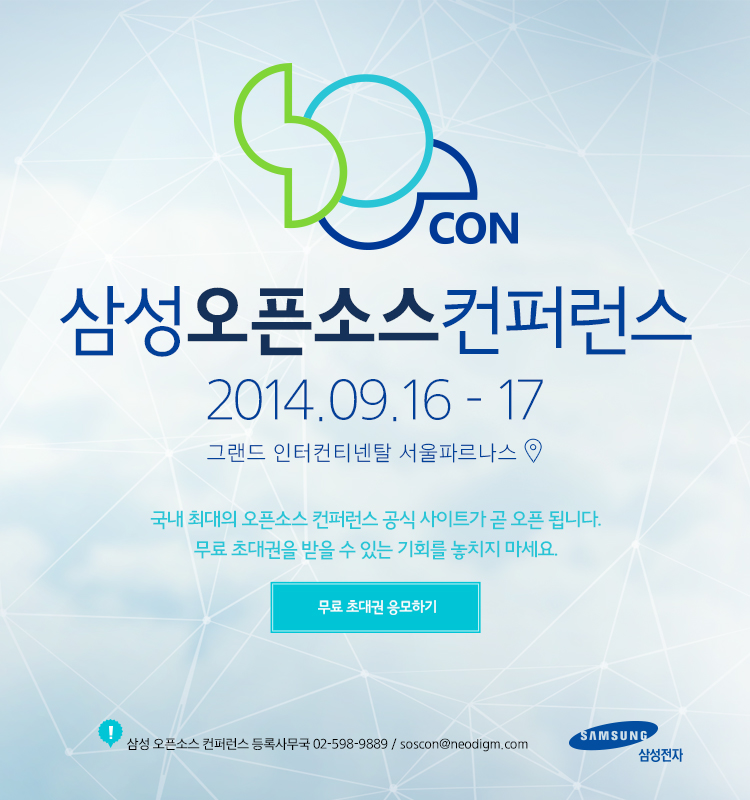 CON
삼성오픈소스컨퍼런스
2014.09.16 - 17
그랜드 인터컨티넨탈 서울파르나스
국내 최대의 오픈소스 컨퍼런스 공식 사이트가 곧 오픈 됩니다.
무료 초대권을 받을 수 있는 기회를 놓치지 마세요.
무료 초대권 응모하기
! 삼성 오픈소스 컨퍼런스 등록사무국 02-598-9889 / soscon@neodigm.com
SAMSUNG
삼성전자